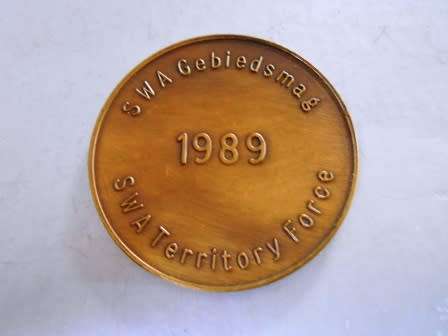 SWA Gebiedsmag
1989
SWA Territory Force